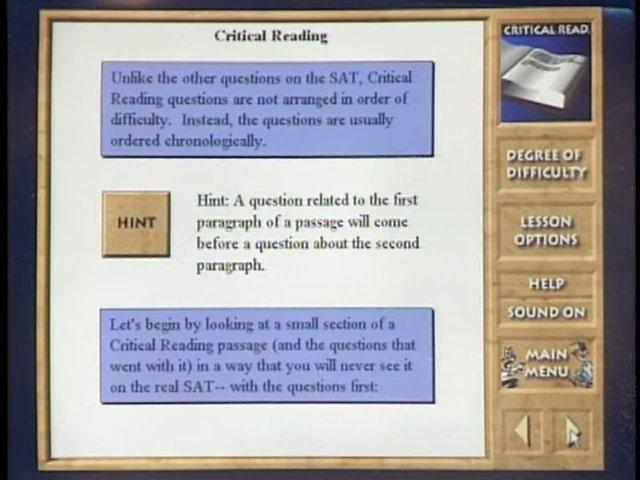 Critical Reading
Unlike the other questions on the SAT, Critical
Reading questions are not arranged in order of
difficulty. Instead, the questions are usually
ordered chronologically.
HINT
Hint: A question related to the first
paragraph of a passage will come
before a question about the second
paragraph.
Let's begin by looking at a small section of a
Critical Reading passage (and the questions that
went with it) in a way that you will never see it
on the real SAT-- with the questions first:
CRITICAL READ.
DEGREE OF
DIFFICULTY
LESSON
OPTIONS
HELP
SOUND ON
MAIN
MENU